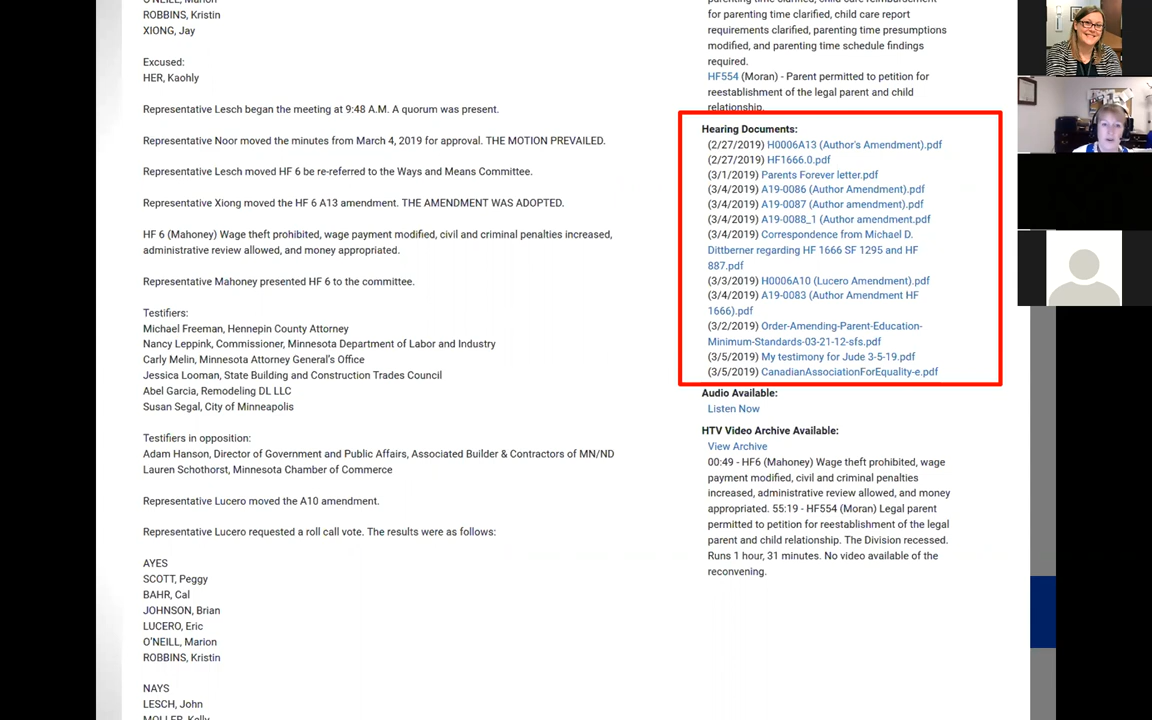 O'NEILL, Marion
ROBBINS, Kristin
XIONG, Jay
Excused:
HER, Kaohly
Representative Lesch began the meeting at 9:48 A.M. A quorum was present.
Representative Noor moved the minutes from March 4, 2019 for approval. THE MOTION PREVAILED.
Representative Lesch moved HF 6 be re-referred to the Ways and Means Committee.
Representative Xiong moved the HF 6 A13 amendment. THE AMENDMENT WAS ADOPTED.
HF 6 (Mahoney) Wage theft prohibited, wage payment modified, civil and criminal penalties increased,
administrative review allowed, and money appropriated.
Representative Mahoney presented HF 6 to the committee.
Testifiers:
Michael Freeman, Hennepin County Attorney
Nancy Leppink, Commissioner, Minnesota Department of Labor and Industry
Carly Melin, Minnesota Attorney General's Office
Jessica Looman, State Building and Construction Trades Council
Abel Garcia, Remodeling DL LLC
Susan Segal, City of Minneapolis
Testifiers in opposition:
Adam Hanson, Director of Government and Public Affairs, Associated Builder & Contractors of MN/ND
Lauren Schothorst, Minnesota Chamber of Commerce
Representative Lucero moved the A10 amendment.
Representative Lucero requested a roll call vote. The results were as follows:
AYES
SCOTT, Peggy
BAHR, Cal
JOHNSON, Brian
LUCERO, Eric
O'NEILL, Marion
ROBBINS, Kristin
NAYS
LESCH, John
MOLLER, Kelly
parenting time clarified, child care reimbursement
for parenting time clarified, child care report
requirements clarified, parenting time presumptions
modified, and parenting time schedule findings
required.
HF554 (Moran) - Parent permitted to petition for
reestablishment of the legal parent and child
relationship.
Hearing Documents:
(2/27/2019) H0006A13 (Author's Amendment).pdf
(2/27/2019) HF1666.0.pdf
(3/1/2019) Parents Forever letter.pdf
(3/4/2019) A19-0086 (Author Amendment).pdf
(3/4/2019) A19-0087 (Author amendment).pdf
(3/4/2019) A19-0088_1 (Author amendment.pdf
(3/4/2019) Correspondence from Michael D.
Dittberner regarding HF 1666 SF 1295 and HF
887.pdf
(3/3/2019) H0006A10 (Lucero Amendment).pdf
(3/4/2019) A19-0083 (Author Amendment HF
1666).pdf
(3/2/2019) Order-Amending-Parent-Education-
Minimum-Standards-03-21-12-sfs.pdf
(3/5/2019) My testimony for Jude 3-5-19.pdf
(3/5/2019) CanadianAssociationForEquality-e.pdf
Audio Available:
Listen Now
HTV Video Archive Available:
View Archive
00:49 - HF6 (Mahoney) Wage theft prohibited, wage
payment modified, civil and criminal penalties
increased, administrative review allowed, and money
appropriated. 55:19 - HF554 (Moran) Legal parent
permitted to petition for reestablishment of the legal
parent and child relationship. The Division recessed.
Runs 1 hour, 31 minutes. No video available of the
reconvening.